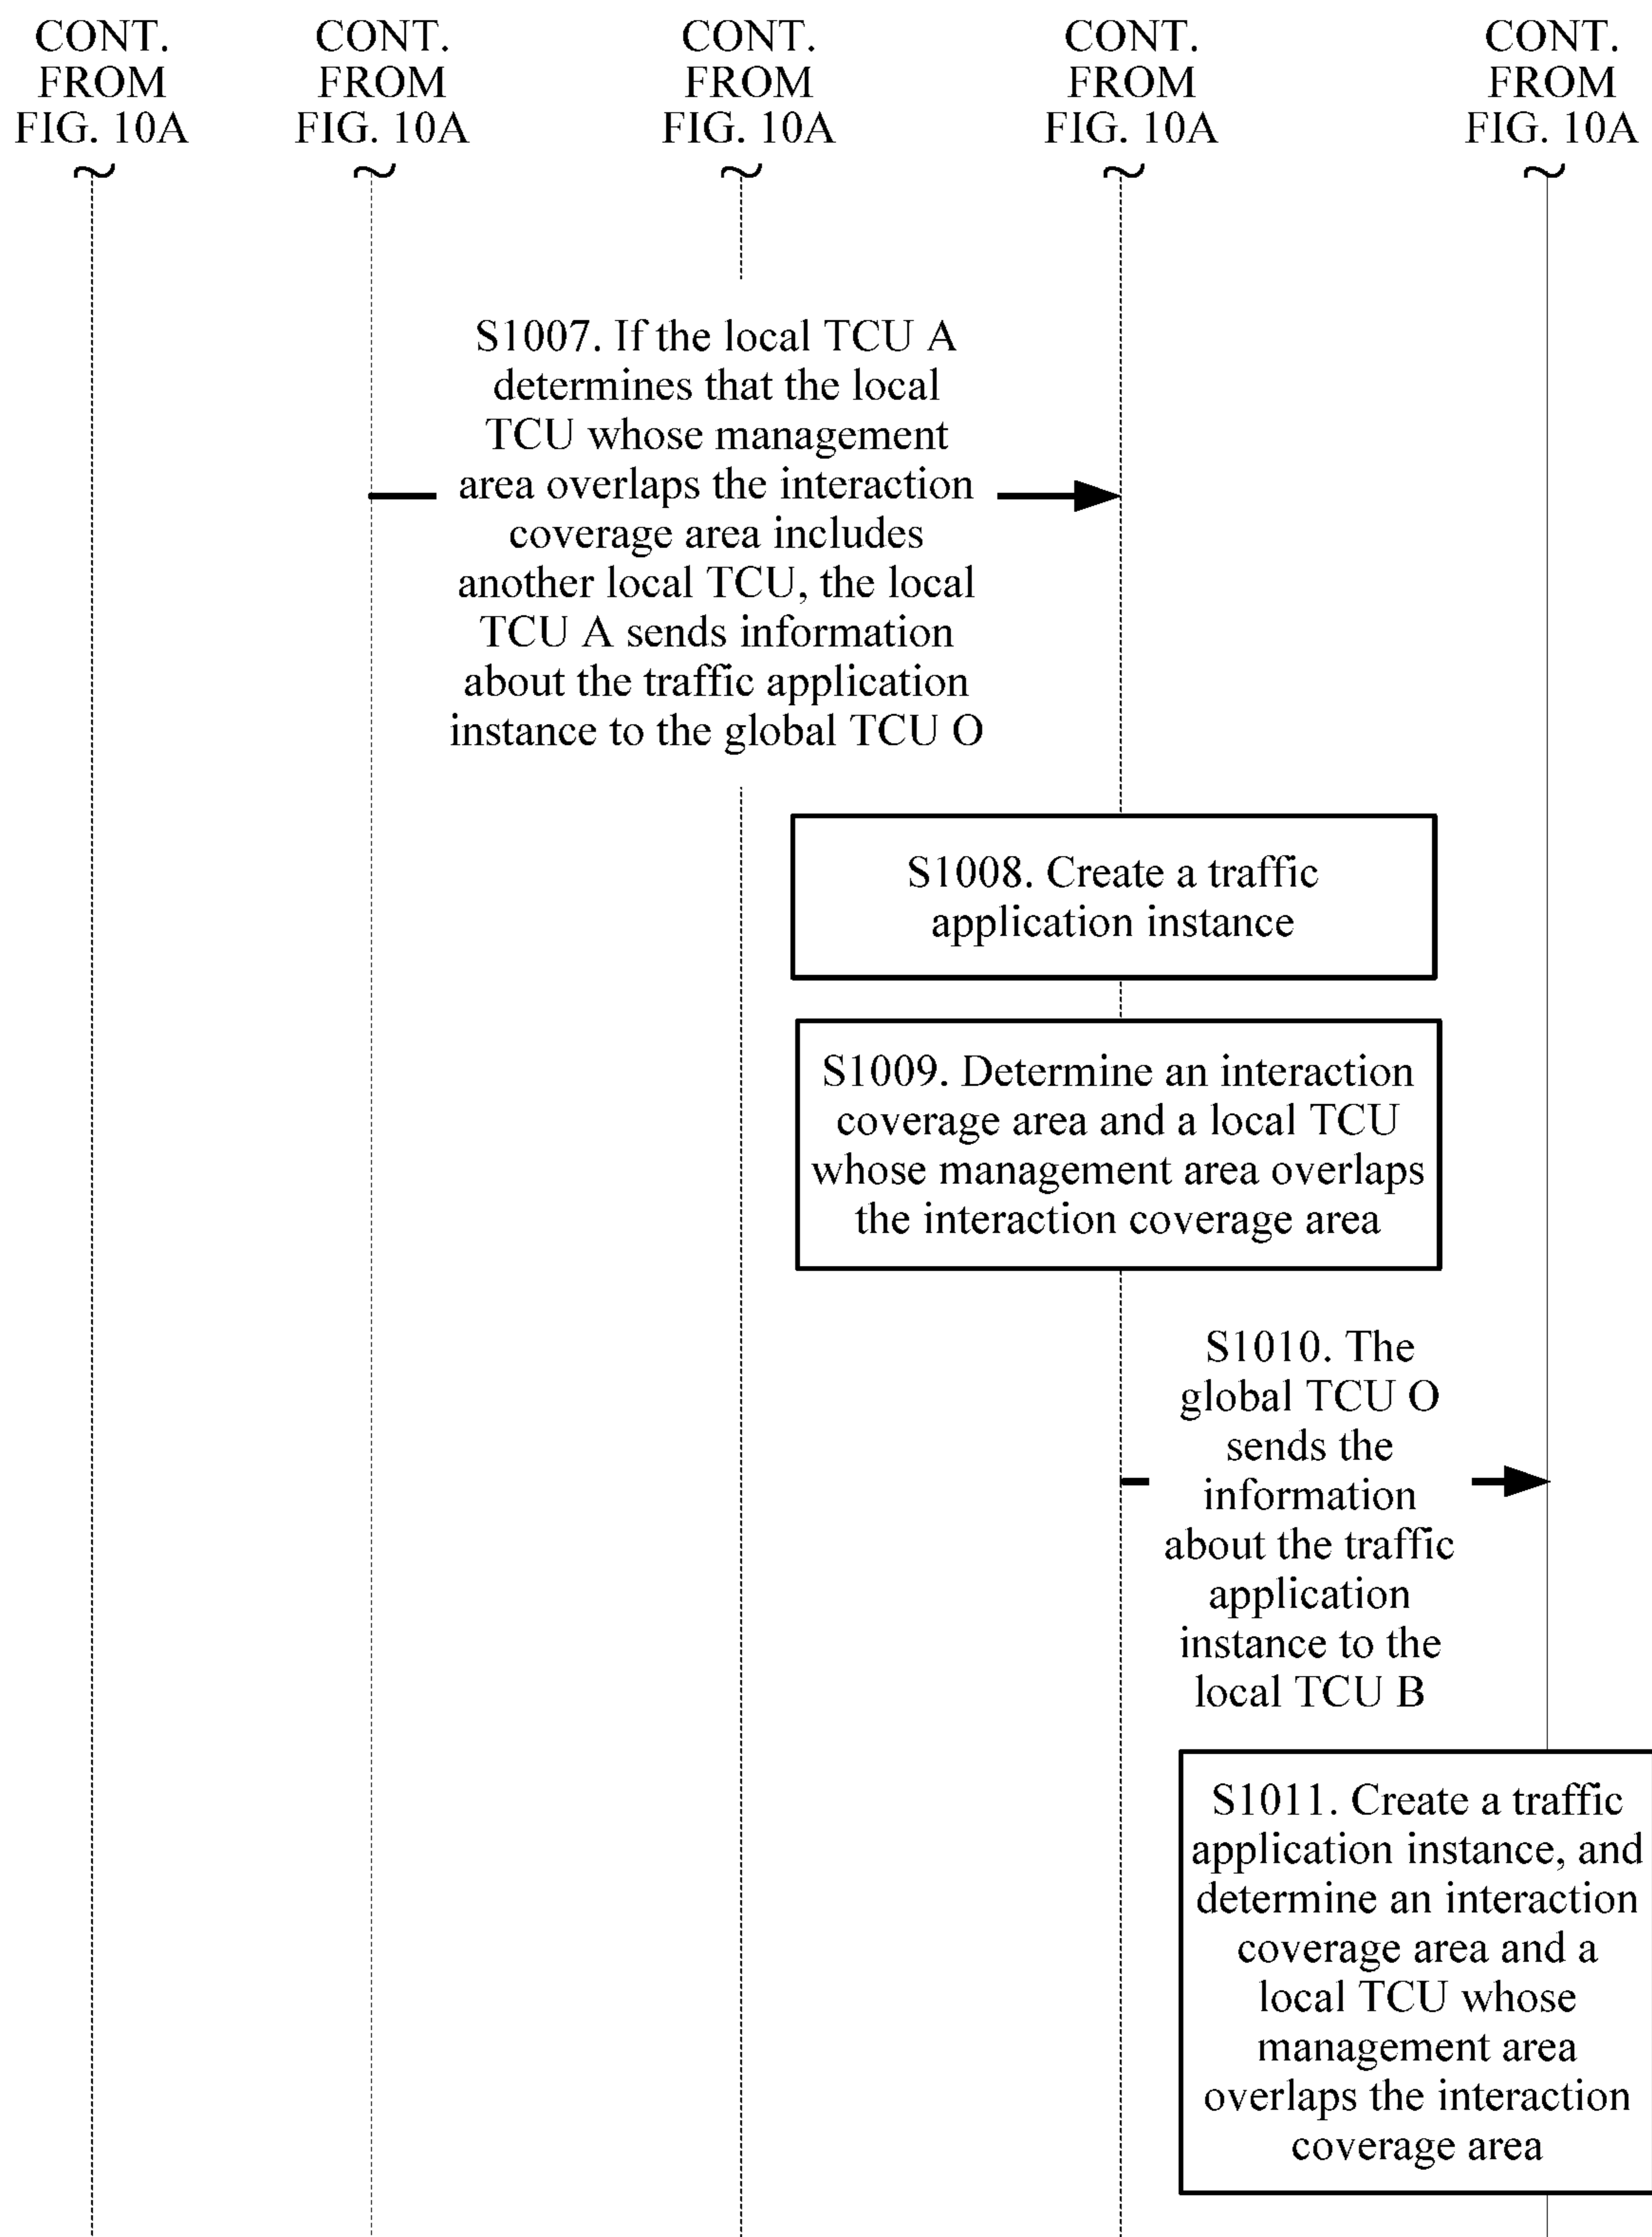 CONT.
FROM
FIG. 10A
CONT.
FROM
FIG. 10A
CONT.
FROM
FIG. 10A
CONT.
FROM
FIG. 10A
CONT.
FROM
FIG. 10A
S1007. If the local TCU A
determines that the local
TCU whose management
area overlaps the interaction
coverage area includes
another local TCU, the local
TCU A sends information
about the traffic application
instance to the global TCU O
S1008. Create a traffic
application instance
S1009. Determine an interaction
coverage area and a local TCU
whose management area overlaps
the interaction coverage area
S1010. The
global TCU O
sends the
information
about the traffic
application
instance to the
local TCU B
S1011. Create a traffic
application instance, and
determine an interaction
coverage area and a
local TCU whose
management area
overlaps the interaction
coverage area